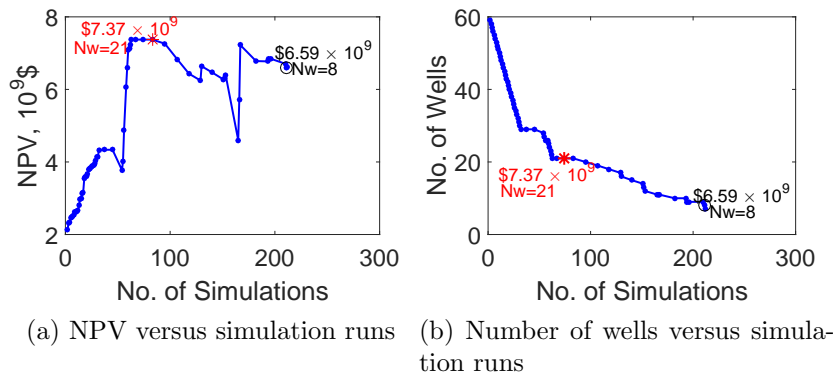 $7.37 × 10^9
Nw=21
$6.59 × 10^9
Nw=8
NPV, 10^9$
8
6
4
2
0 100 200 300
No. of Simulations
(a) NPV versus simulation runs
$7.37 × 10^9
Nw=21
$6.59 × 10^9
Nw=8
No. of Wells
60
40
20
0
0 100 200 300
No. of Simulations
(b) Number of wells versus simula-
tion runs